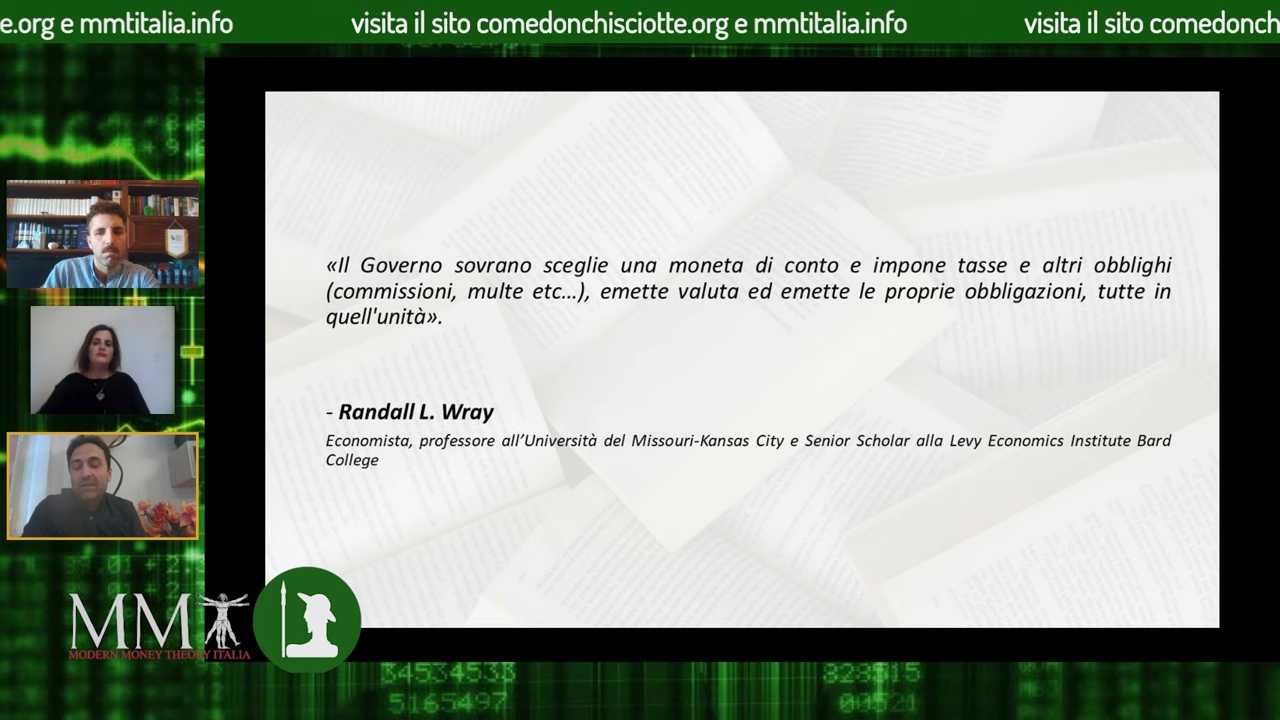 e.org e mmtitalia.info visita il sito comedonchisciotte.org e mmtitalia.info visita il sito comedonch
«Il Governo sovrano sceglie una moneta di conto e impone tasse e altri obblighi
(commissioni, multe etc...), emette valuta ed emette le proprie obbligazioni, tutte in
quell'unità».
- Randall L. Wray
Economista, professore all’Università del Missouri-Kansas City e Senior Scholar alla Levy Economics Institute Bard
College
MMT
MODERN MONEY THEORY ITALIA
34534533
5165497